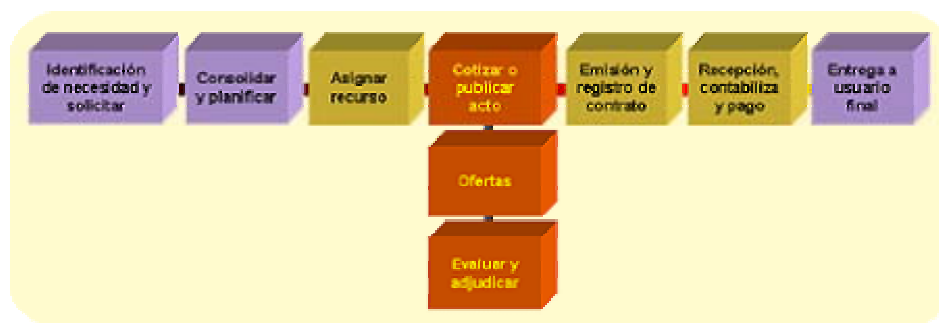 Identificación
de necesidad y
solicitar
Consolidar
y planificar
Asignar
recurso
Cotizar o
publicar
acto
Emisión y
registro de
contrato
Recepción,
contabiliza
y pago
Entrega a
usuario
final
Ofertas
Evaluar y
adjudicar